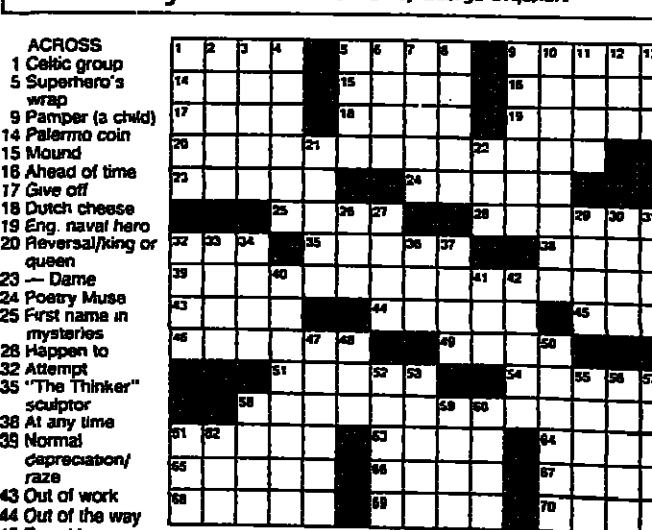 ACROSS
1 Celtic group
5 Superhero's
wrap
9 Pamper (a child)
14 Palermo coin
15 Mound
16 Ahead of time
17 Give off
18 Dutch cheese
19 Eng. naval hero
20 Reversal/king or
queen
23 — Dame
24 Poetry Muse
25 First name in
mysteries
28 Happen to
32 Attempt
35 "The Thinker"
sculptor
38 At any time
39 Normal
depreciation/
raze
43 Out of work
44 Out of the way
1 2 3 4 5 6 7 8 9 10 11 12 13
14 15 16
17 18 19
20 21 22
23 24
25 26 27 28 29 30 31
32 33 34 35 36 37 38
39 40 41 42
43 44 45
46 47 48 49 50
51 52 53 54 55 56 57
58 59 60
61 62 63 64
65 66 67
68 69 70